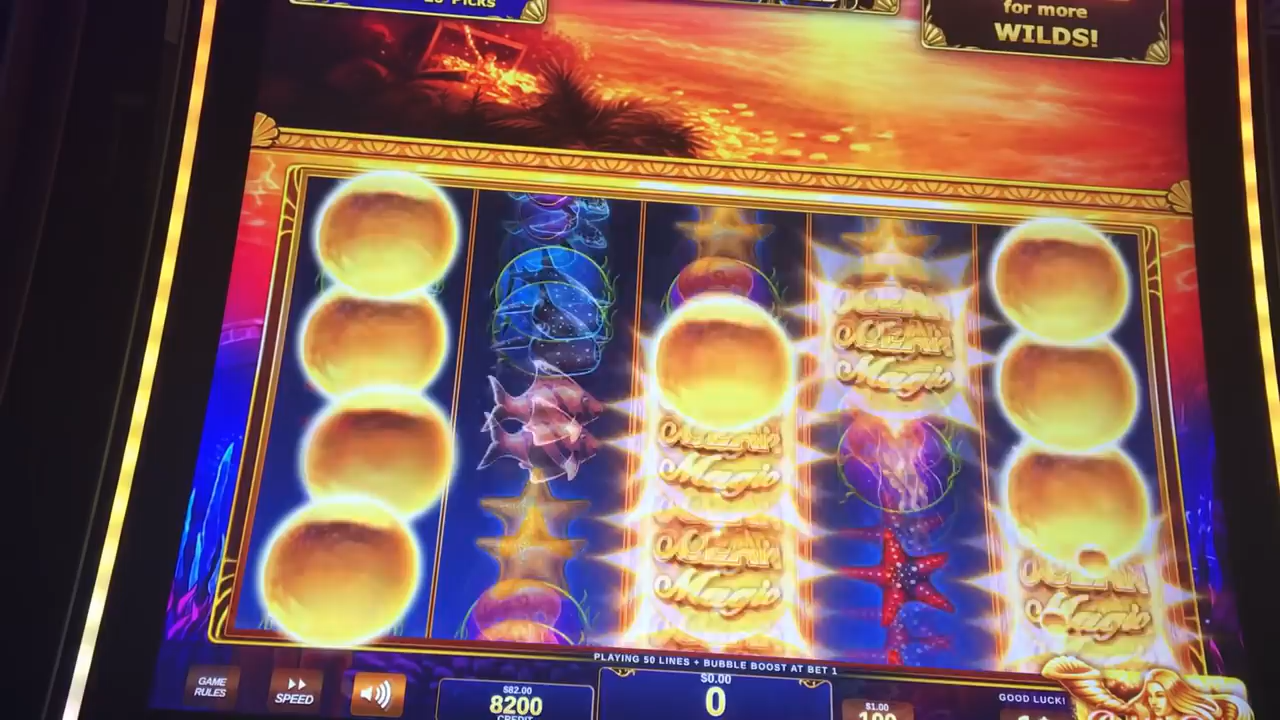 PICKS
for more
WILDS!
OCEAN
Magic
OCEAN
Magic
OCEAN
Magic
OCEAN
Magic
PLAYING 50 LINES + BUBBLE BOOST AT BET 1
GAME
RULES
SPEED
$82.00
8200
CREDIT
$0.00
0
$1.00
GOOD LUCK!